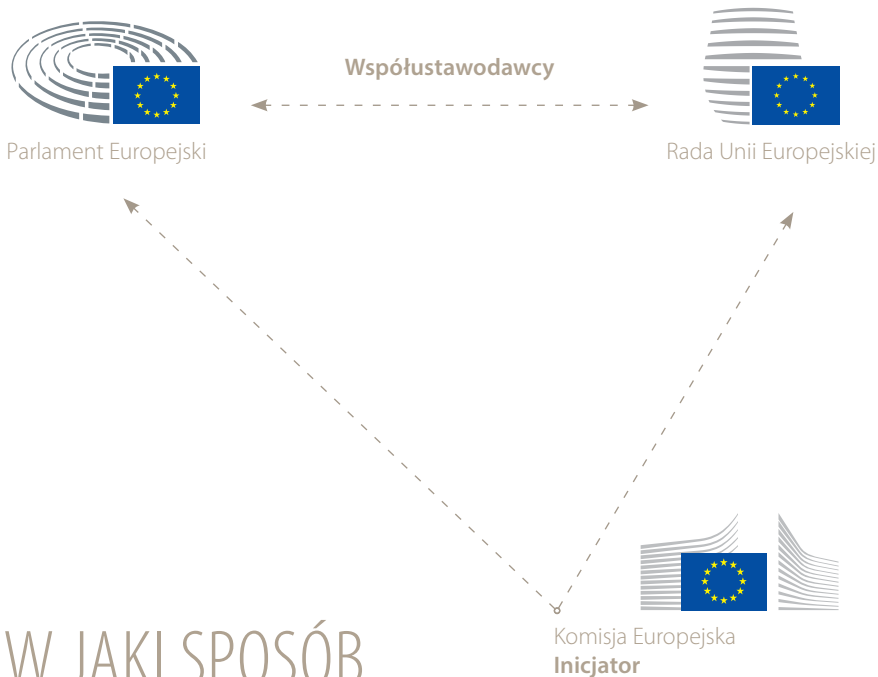 Współustawodawcy
Parlament Europejski
Rada Unii Europejskiej
Komisja Europejska
Inicjator
W JAKI SPOSÓB